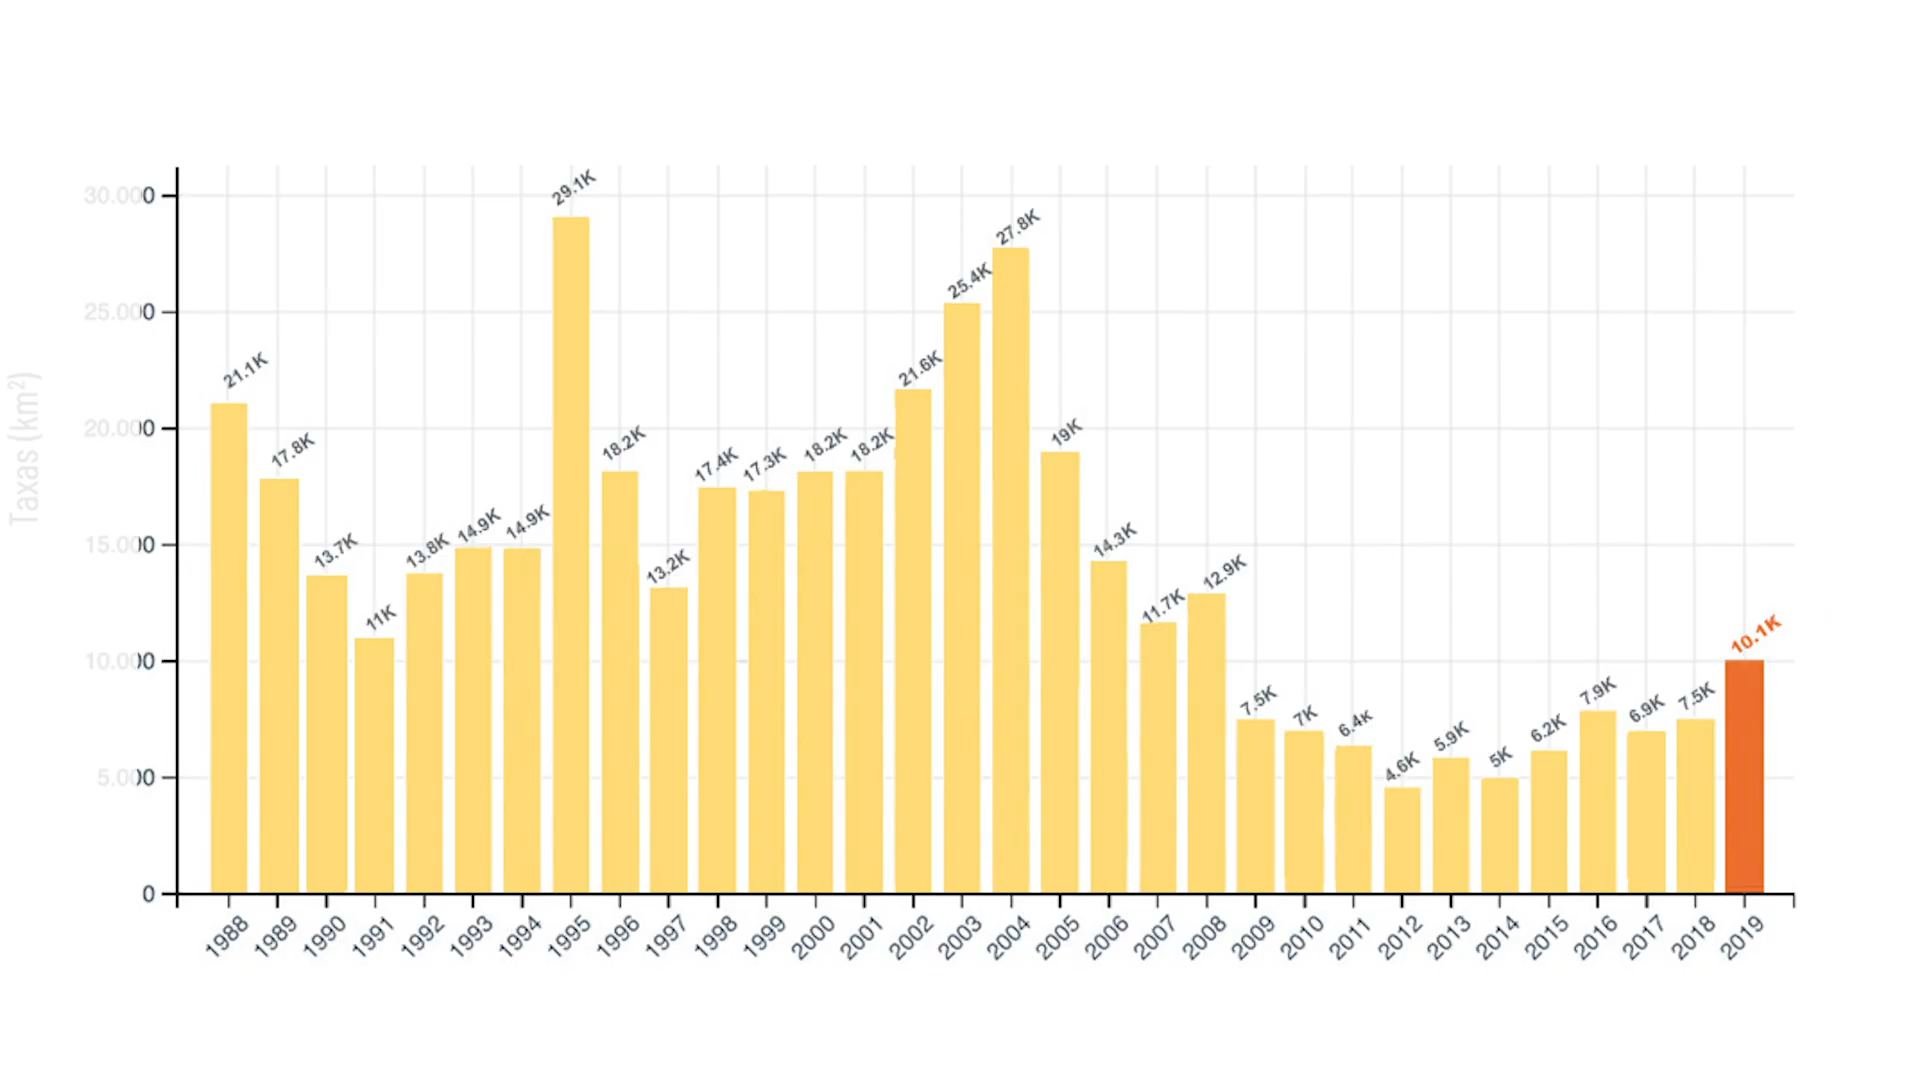 Taxas (km²)
30.000
25.000
20.000
15.000
10.000
5.000
0
21.1K
17.8K
13.7K
11K
13.8K
14.9K
14.9K
29.1K
18.2K
13.2K
17.4K
17.3K
18.2K
18.2K
21.6K
25.4K
27.8K
19K
14.3K
11.7K
12.9K
7.5K
7K
6.4K
4.6K
5.9K
5K
6.2K
7.9K
6.9K
7.5K
10.1K
1988
1989
1990
1991
1992
1993
1994
1995
1996
1997
1998
1999
2000
2001
2002
2003
2004
2005
2006
2007
2008
2009
2010
2011
2012
2013
2014
2015
2016
2017
2018
2019